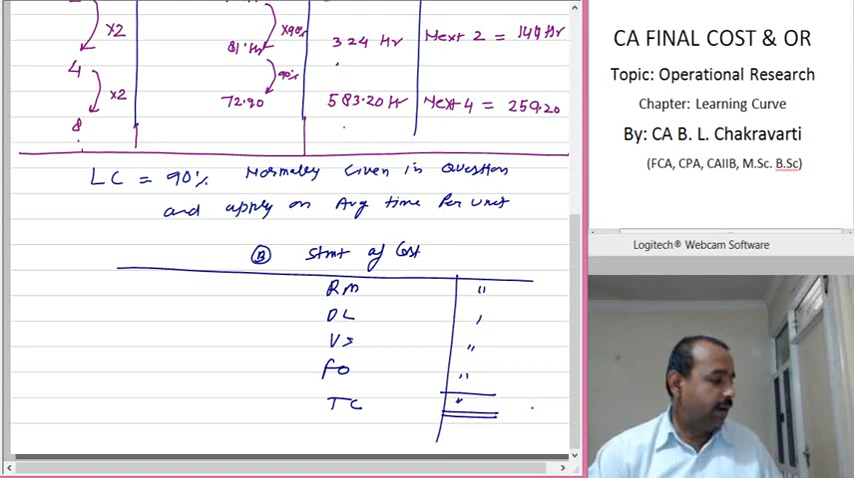 x2
x90%
81 Hr
324 Hr
Next 2 = 144 Hr
4
x2
90%
72.90
583.20 Hr
Next 4 = 259.20
8
LC = 90% Normally Given in Question
and apply on Avg time Per unit
B Stmt of Cost
RM "
DL
FO "
TC "
CA FINAL COST & OR
Topic: Operational Research
Chapter: Learning Curve
By: CA B. L. Chakravarti
(FCA, CPA, CAIIB, M.Sc. B.Sc)
Logitech® Webcam Software